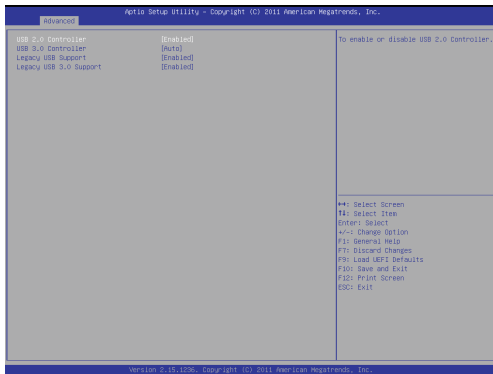 Aptio Setup Utility – Copyright (C) 2011 American Megatrends, Inc.
Advanced
USB 2.0 Controller [Enabled]
USB 3.0 Controller [Auto]
Legacy USB Support [Enabled]
Legacy USB 3.0 Support [Enabled]
To enable or disable USB 2.0 Controller.
↔: Select Screen
↑↓: Select Item
Enter: Select
+/-: Change Option
F1: General Help
F7: Discard Changes
F9: Load UEFI Defaults
F10: Save and Exit
F12: Print Screen
ESC: Exit
Version 2.15.1236. Copyright (C) 2011 American Megatrends, Inc.